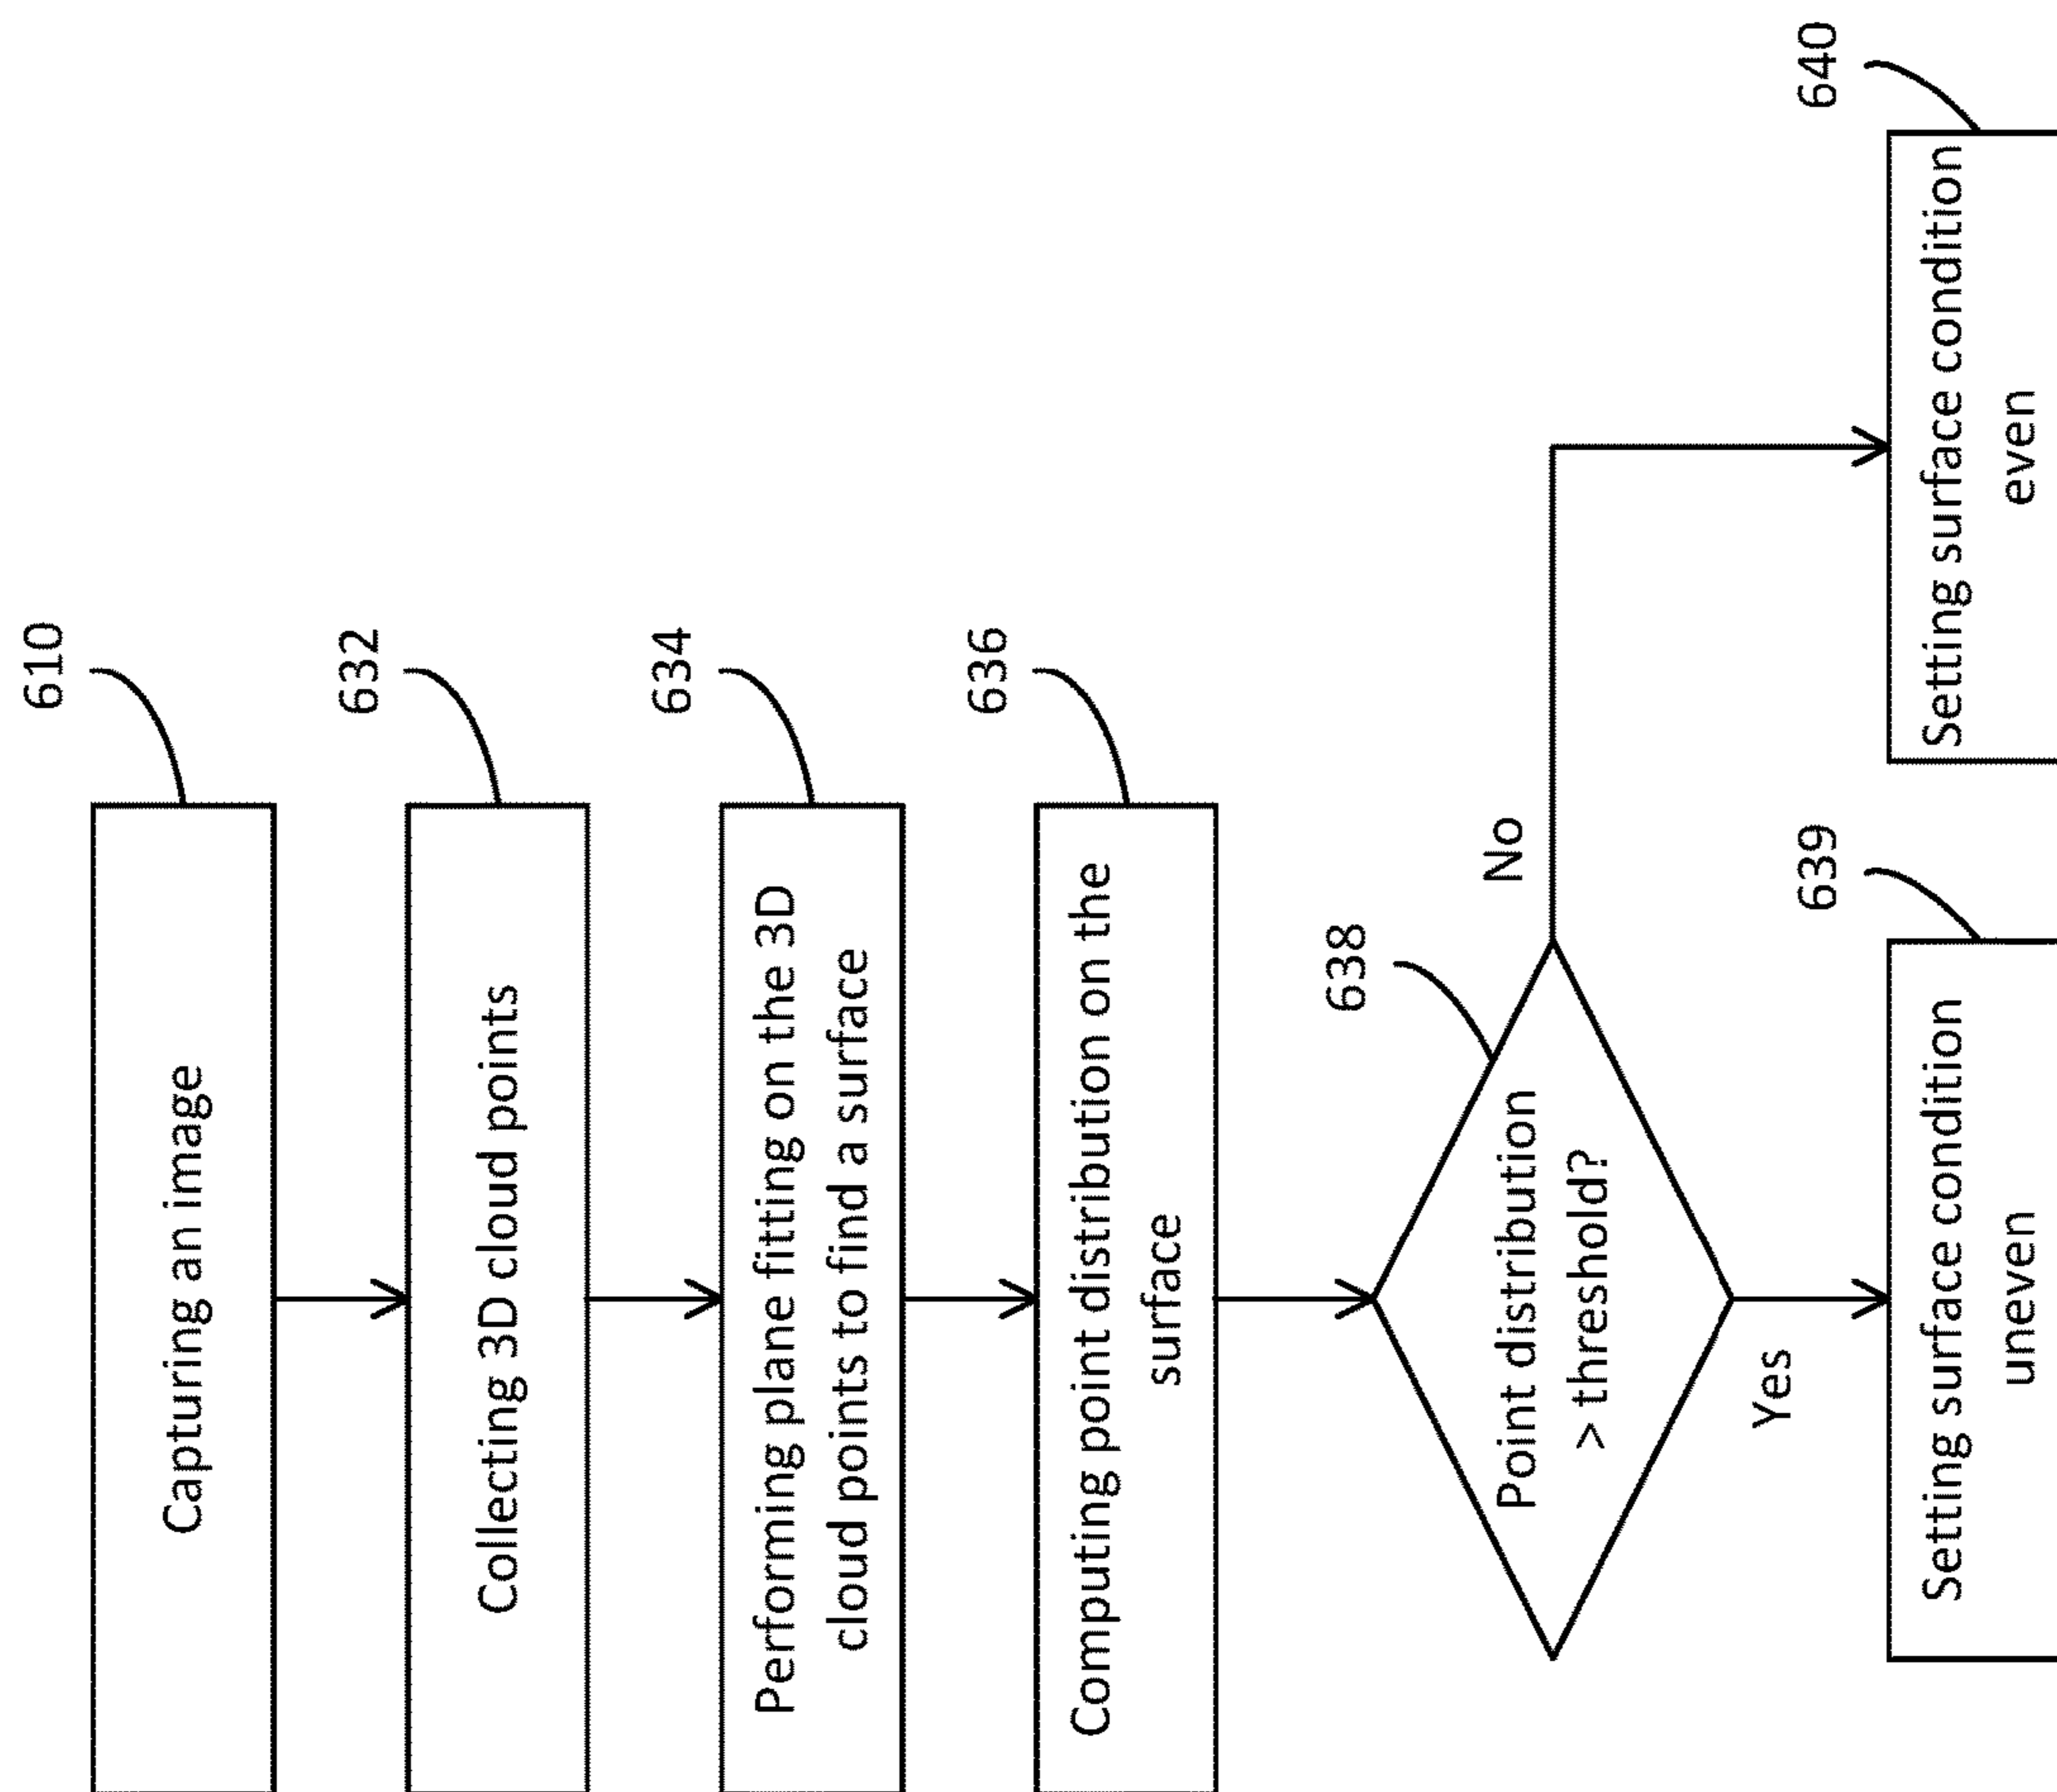 610
Capturing an image
632
Collecting 3D cloud points
634
Performing plane fitting on the 3D
cloud points to find a surface
636
Computing point distribution on the
surface
638
Point distribution
> threshold?
No
Yes
639
Setting surface condition
uneven
640
Setting surface condition
even